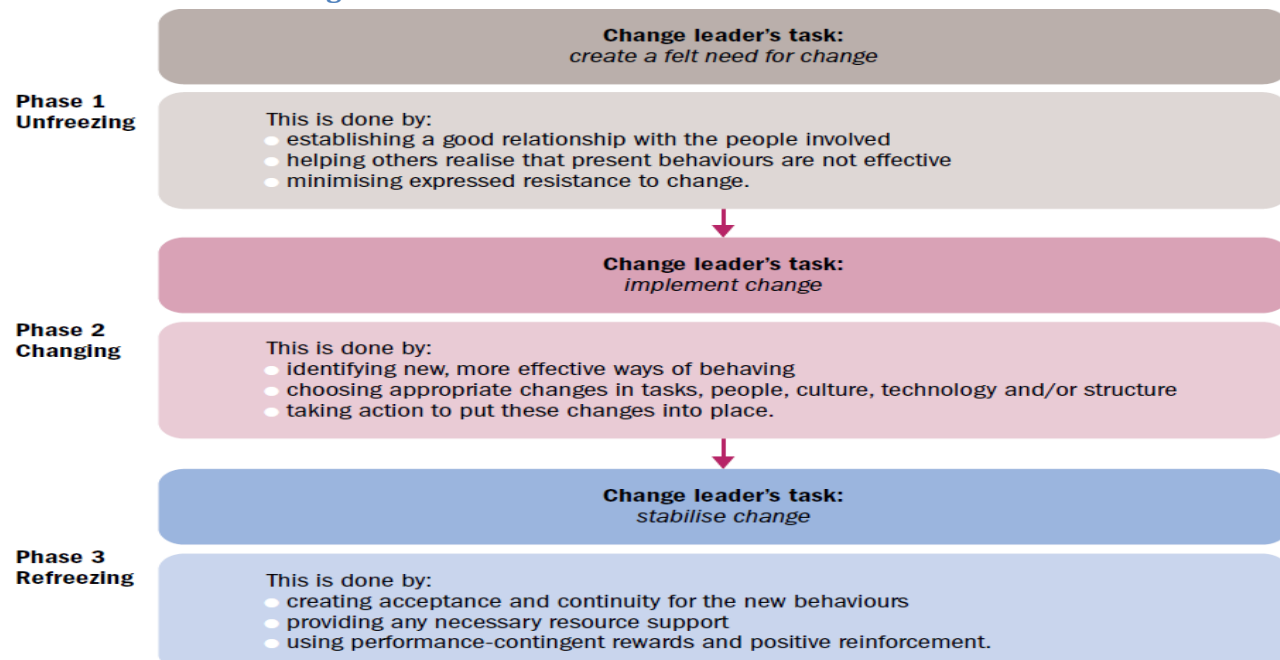 Change leader's task:
create a felt need for change
Phase 1
Unfreezing
This is done by:
establishing a good relationship with the people involved
helping others realise that present behaviours are not effective
minimising expressed resistance to change.
Change leader's task:
implement change
Phase 2
Changing
This is done by:
identifying new, more effective ways of behaving
choosing appropriate changes in tasks, people, culture, technology and/or structure
taking action to put these changes into place.
Change leader's task:
stabilise change
Phase 3
Refreezing
This is done by:
creating acceptance and continuity for the new behaviours
providing any necessary resource support
using performance-contingent rewards and positive reinforcement.